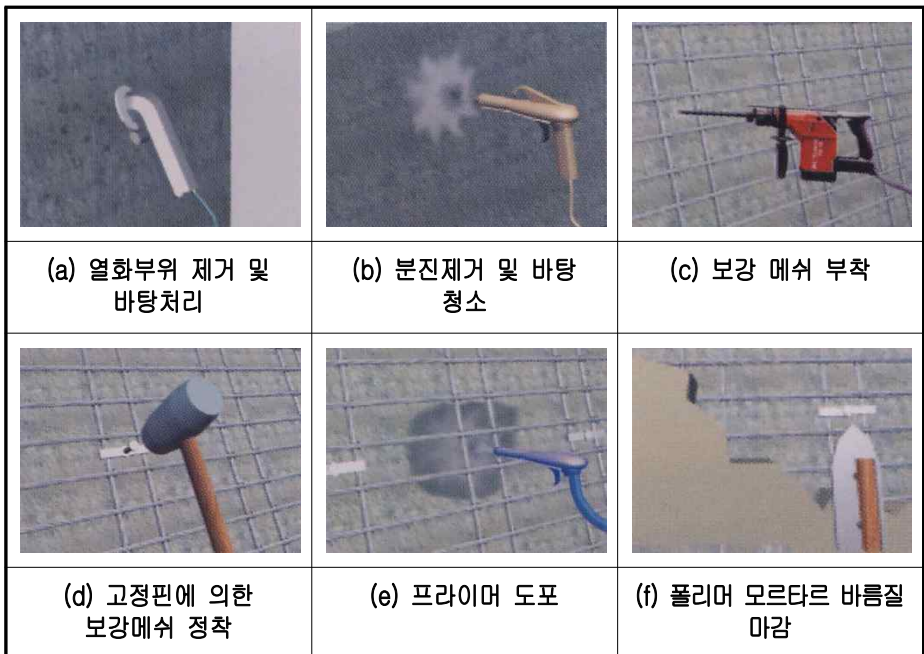 (a) 열화부위 제거 및
바탕처리
(b) 분진제거 및 바탕
청소
(c) 보강 메쉬 부착
(d) 고정핀에 의한
보강메쉬 정착
(e) 프라이머 도포
(f) 폴리머 모르타르 바름질
마감